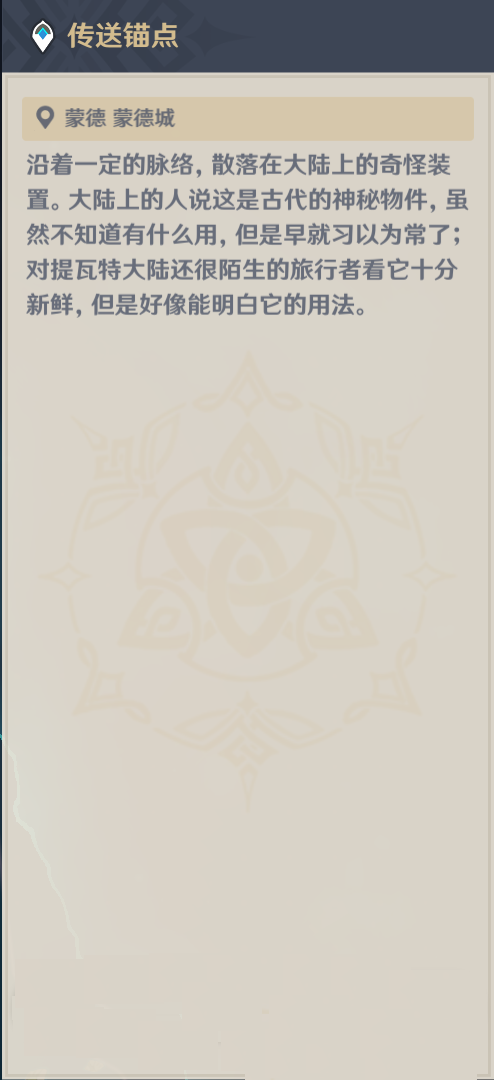 传送锚点
蒙德 蒙德城
沿着一定的脉络，散落在大陆上的奇怪装
置。大陆上的人说这是古代的神秘物件，虽
然不知道有什么用，但是早就习以为常了；
对提瓦特大陆还很陌生的旅行者看它十分
新鲜，但是好像能明白它的用法。